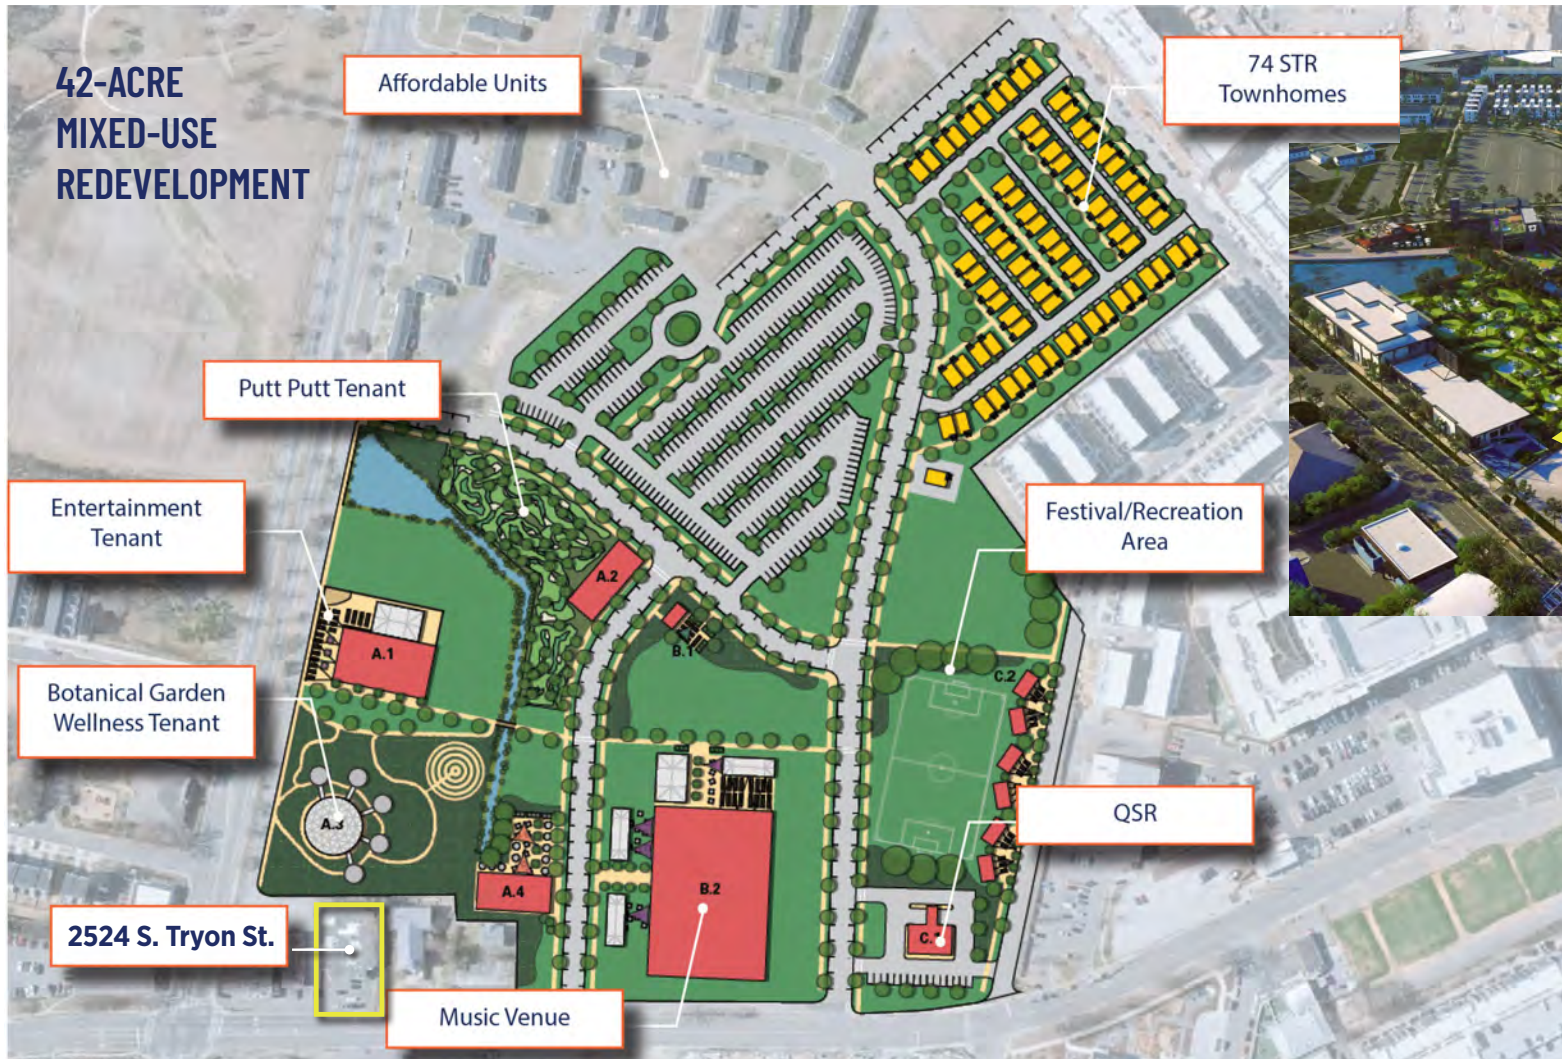 42-ACRE
MIXED-USE
REDEVELOPMENT
Affordable Units
74 STR
Townhomes
Putt Putt Tenant
Entertainment
Tenant
Festival/Recreation
Area
A.2
B.1
A.1
C.2
Botanical Garden
Wellness Tenant
A.3
QSR
A.4
B.2
2524 S. Tryon St.
Music Venue